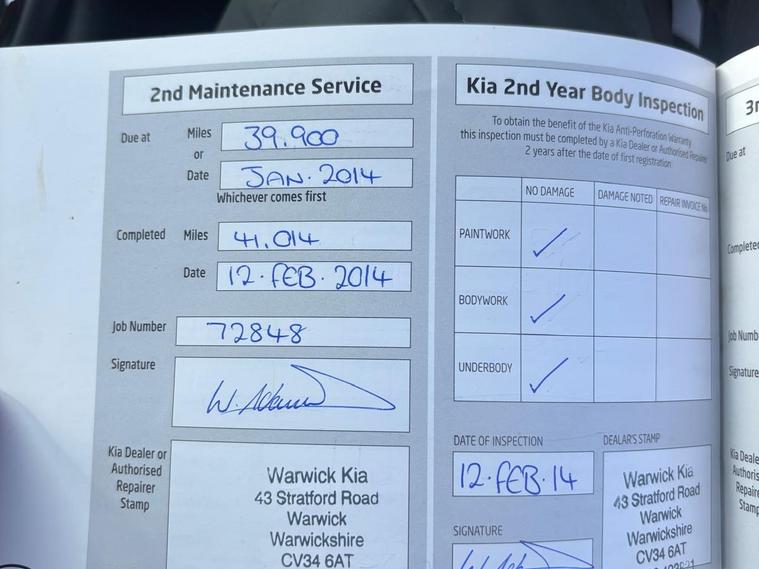 2nd Maintenance Service
Due at
Miles
39.900
or
Date
JAN. 2014
Whichever comes first
Completed
Miles
41.014
Date
12. FEB. 2014
Job Number
72848
Signature
Kia Dealer or
Authorised
Repairer
Stamp
Warwick Kia
43 Stratford Road
Warwick
Warwickshire
CV34 6AT
Kia 2nd Year Body Inspection
To obtain the benefit of the Kia Anti-Perforation Warranty
this inspection must be completed by a Kia Dealer or Authorised Repairer
2 years after the date of first registration
NO DAMAGE
DAMAGE NOTED
REPAIR INVOICE No
PAINTWORK
BODYWORK
UNDERBODY
DATE OF INSPECTION
12. FEB. 14
SIGNATURE
DEALAR'S STAMP
Warwick Kia
43 Stratford Road
Warwick
Warwickshire
CV34 6AT
Due at
Completed
Job Numb
Signature
Kia Deale
Authoris
Repaire
Stamp